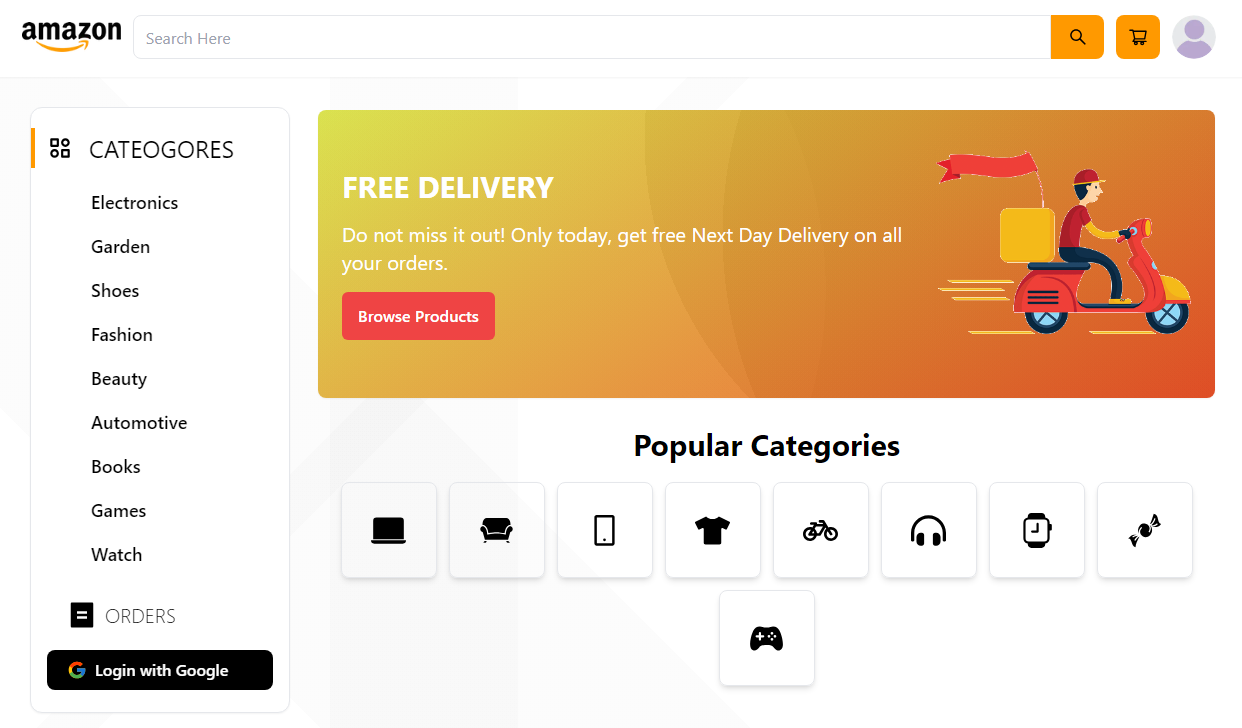 amazon
Search Here
CATEOGORES
Electronics
Garden
Shoes
Fashion
Beauty
Automotive
Books
Games
Watch
ORDERS
Login with Google
FREE DELIVERY
Do not miss it out! Only today, get free Next Day Delivery on all
your orders.
Browse Products
Popular Categories